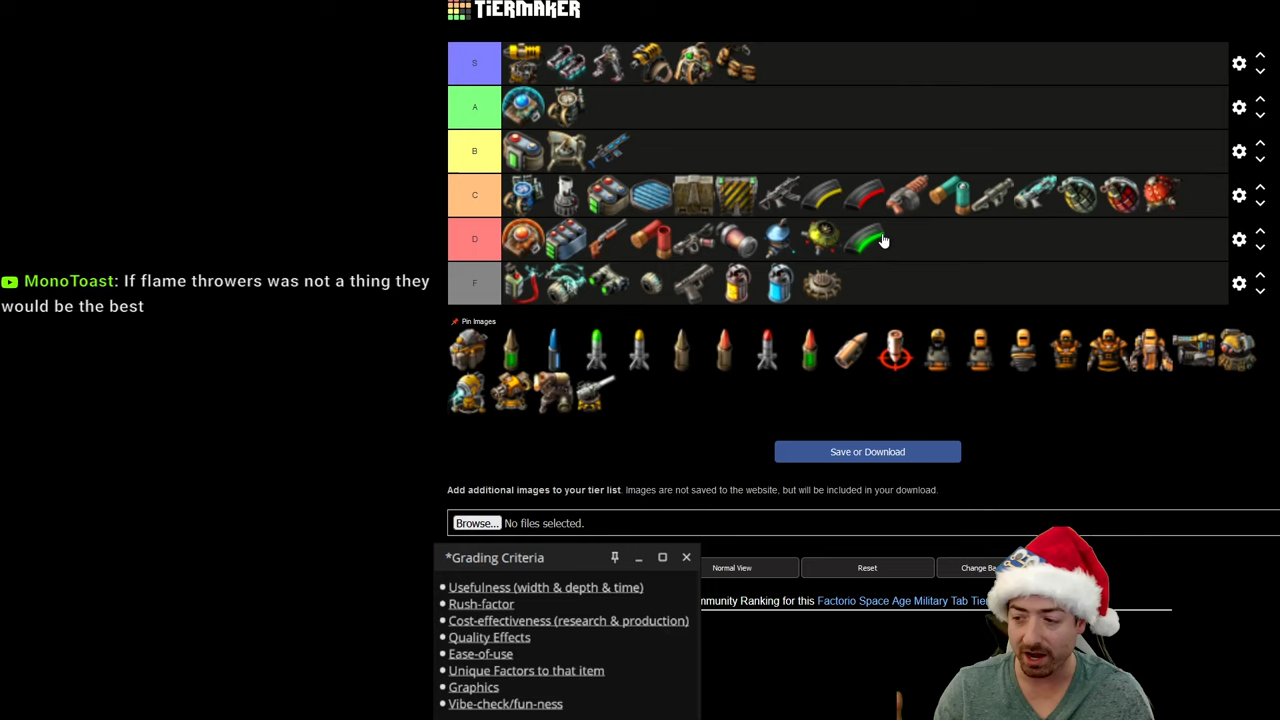 TiERMAKER
S
A
B
C
D
F
MonoToast: If flame throwers was not a thing they
would be the best
Pin Images
Save or Download
Add additional images to your tier list. Images are not saved to the website, but will be included in your download.
Browse... No files selected.
*Grading Criteria
Usefulness (width & depth & time)
Rush-factor
Cost-effectiveness (research & production)
Quality Effects
Ease-of-use
Unique Factors to that item
Graphics
Vibe-check/fun-ness
Normal View
Reset
Change Ba
mmunity Ranking for this Factorio Space Age Military Tab Tie